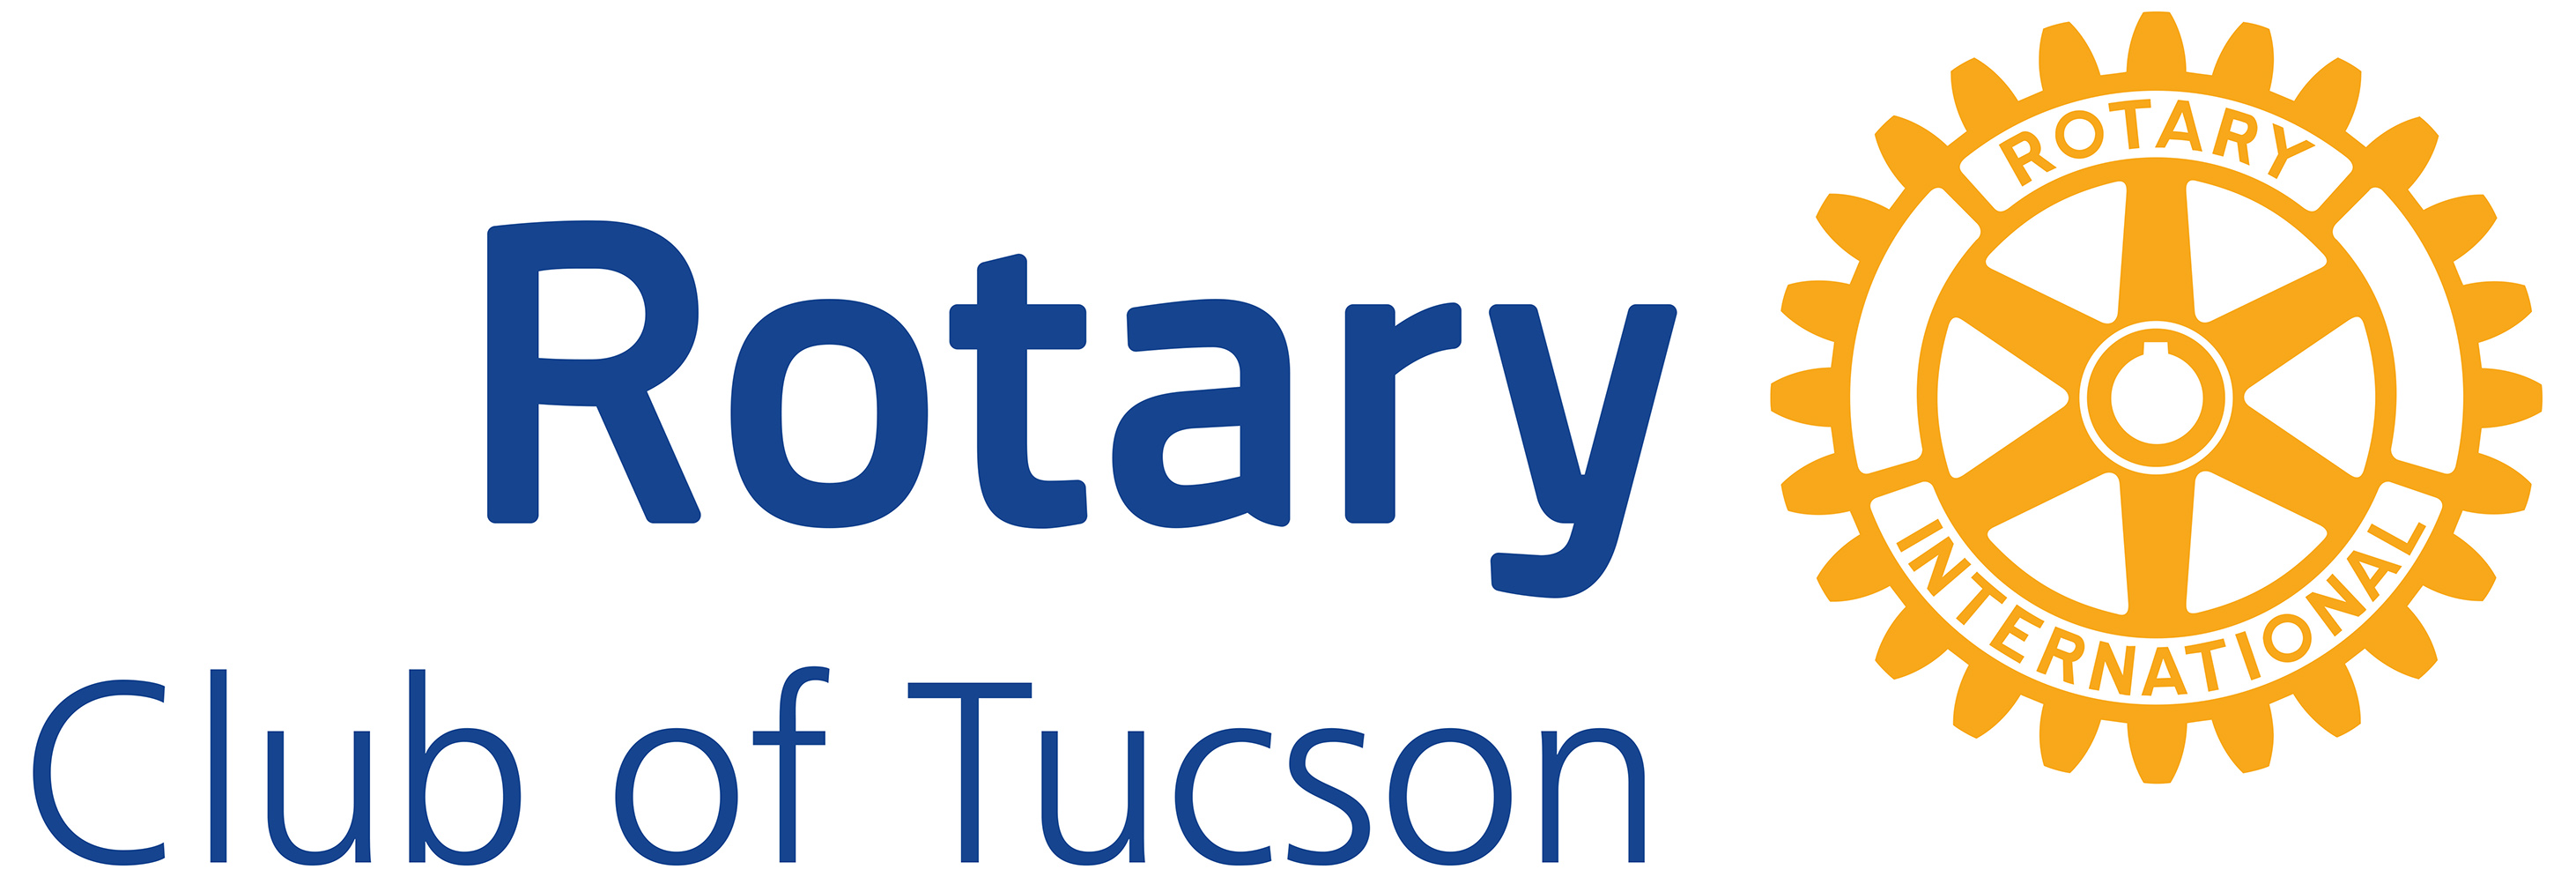 Rotary
Club of Tucson
ROTARY
INTERNATIONAL